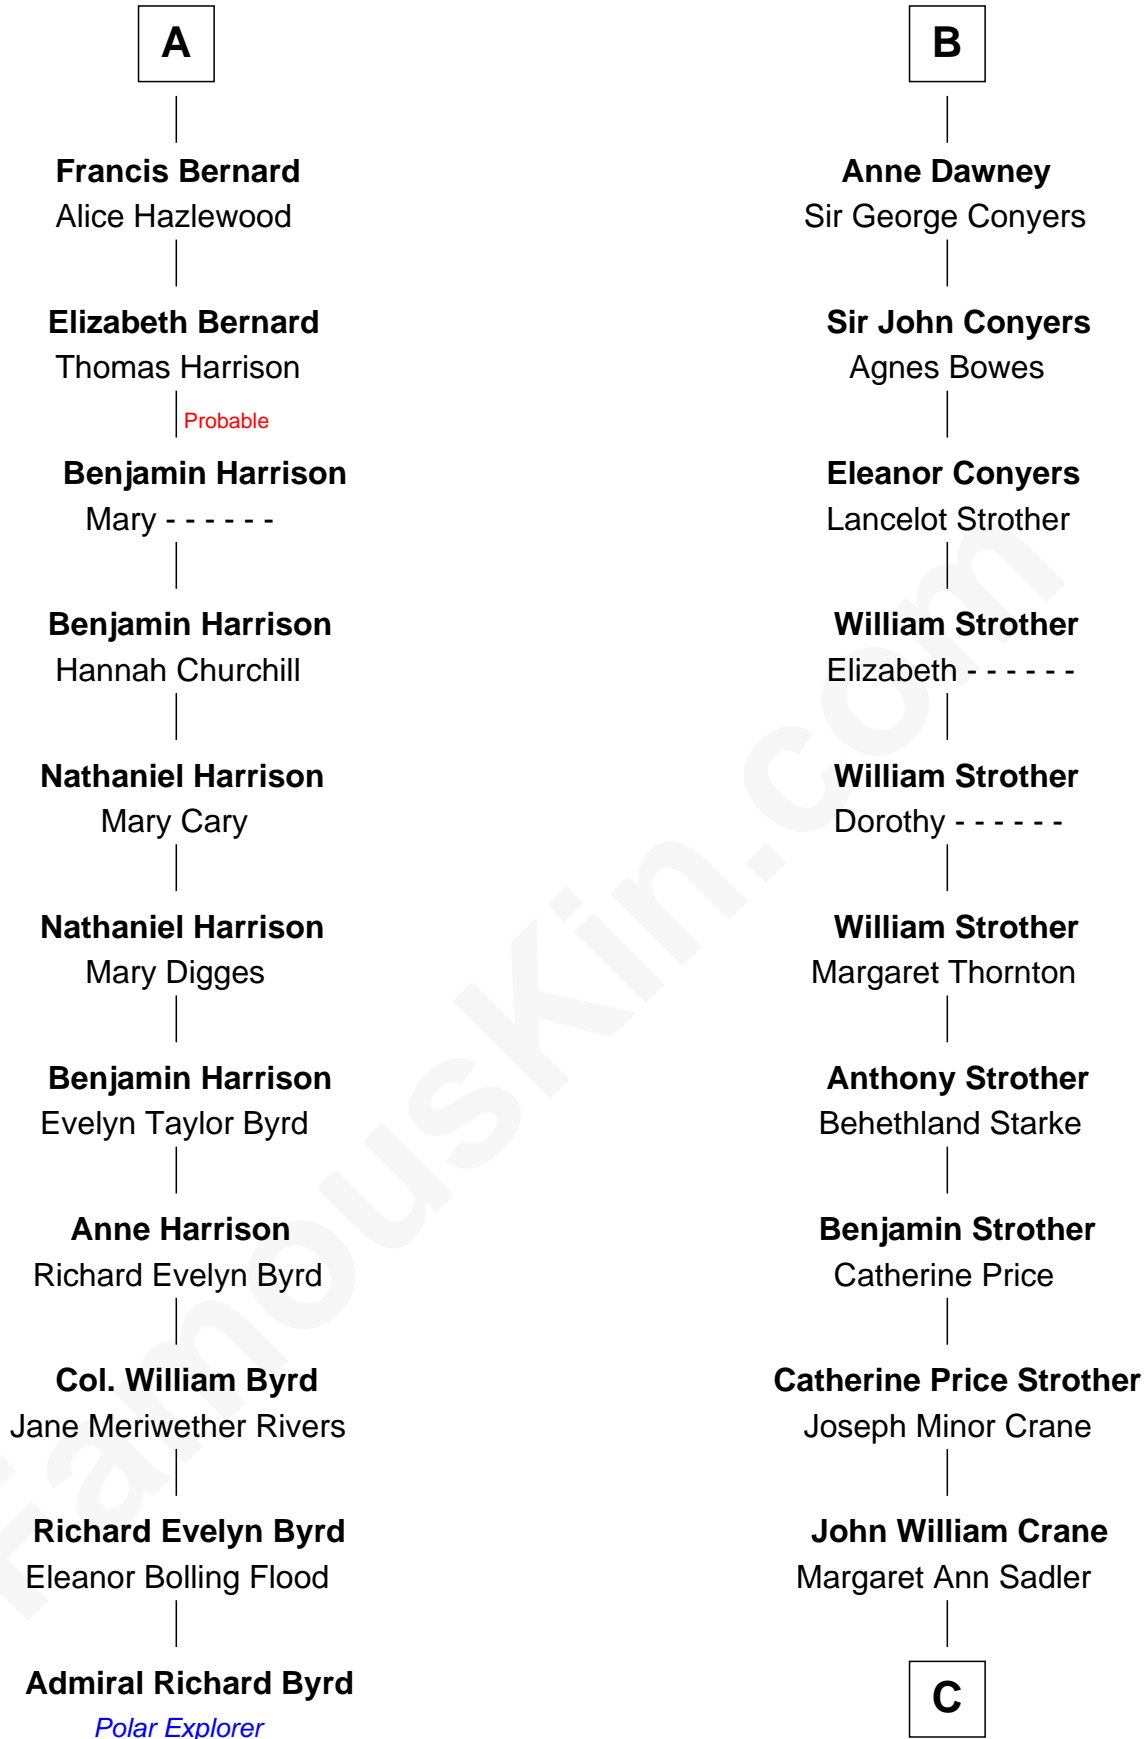 A
Francis Bernard
Alice Hazlewood
Elizabeth Bernard
Thomas Harrison
Probable
Benjamin Harrison
Mary - - - - - -
Benjamin Harrison
Hannah Churchill
Nathaniel Harrison
Mary Cary
Nathaniel Harrison
Mary Digges
Benjamin Harrison
Evelyn Taylor Byrd
Anne Harrison
Richard Evelyn Byrd
Col. William Byrd
Jane Meriwether Rivers
Richard Evelyn Byrd
Eleanor Bolling Flood
Admiral Richard Byrd
Polar Explorer
B
Anne Dawney
Sir George Conyers
Sir John Conyers
Agnes Bowes
Eleanor Conyers
Lancelot Strother
William Strother
Elizabeth - - - - - -
William Strother
Dorothy - - - - - -
William Strother
Margaret Thornton
Anthony Strother
Behethland Starke
Benjamin Strother
Catherine Price
Catherine Price Strother
Joseph Minor Crane
John William Crane
Margaret Ann Sadler
C
FamousKin.com